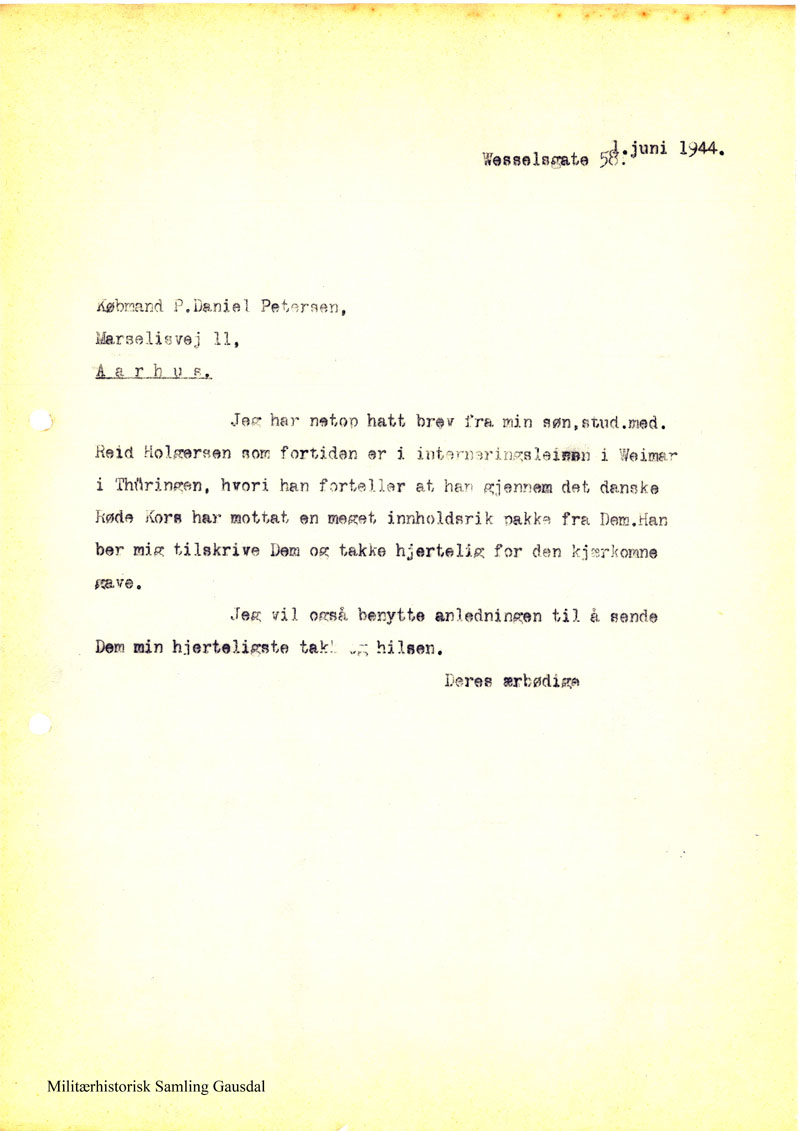 1.juni 1944.
Wesselsgate 58.
Købmand P.Daniel Petersen,
Marselisvej 11,
Aarhus.
Jeg har netop hatt brev fra min søn,stud.med.
Reid Holgersen som fortiden er i interneringsleiren i Weimar
i Thüringen, hvori han forteller at han gjennem det danske
Røde Kors har mottat en meget innholdsrik pakke fra Dem.Han
ber mig tilskrive Dem og takke hjertelig for den kjærkomne
gave.
Jeg vil også benytte anledningen til å sende
Dem min hjerteligste takk og hilsen.
Deres ærbødige
Militærhistorisk Samling Gausdal